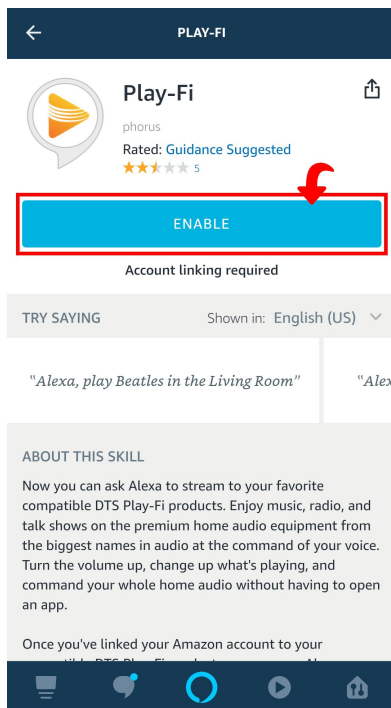 PLAY-FI
Play-Fi
phorus
Rated: Guidance Suggested
5
ENABLE
Account linking required
TRY SAYING Shown in: English (US)
"Alexa, play Beatles in the Living Room" "Alex
ABOUT THIS SKILL
Now you can ask Alexa to stream to your favorite
compatible DTS Play-Fi products. Enjoy music, radio, and
talk shows on the premium home audio equipment from
the biggest names in audio at the command of your voice.
Turn the volume up, change up what's playing, and
command your whole home audio without having to open
an app.
Once you've linked your Amazon account to your